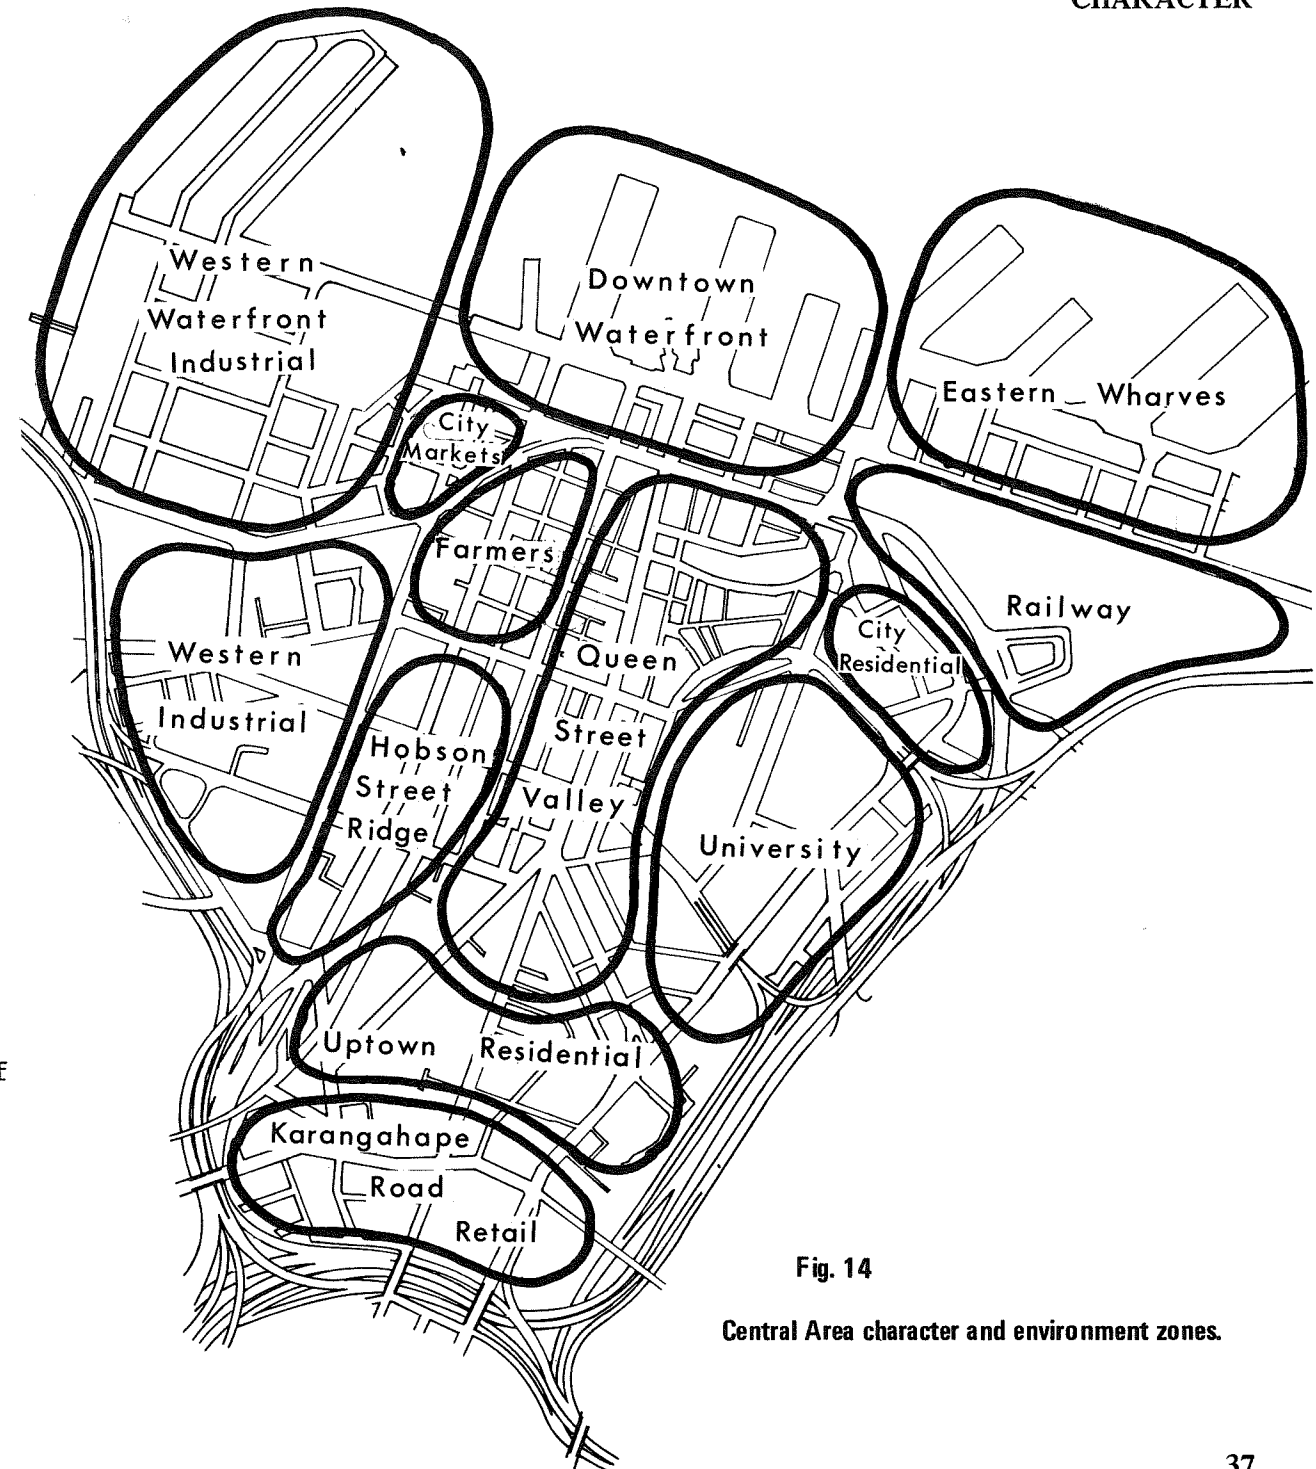 CHARACTER
Western
Waterfront
Industrial
Downtown
Waterfront
Eastern Wharves
City
Markets
Farmers
Railway
City
Residential
Western
Industrial
Queen
Street
Valley
Hobson
Street
Ridge
University
Uptown Residential
Karangahape
Road
Retail
Fig. 14
Central Area character and environment zones.
37